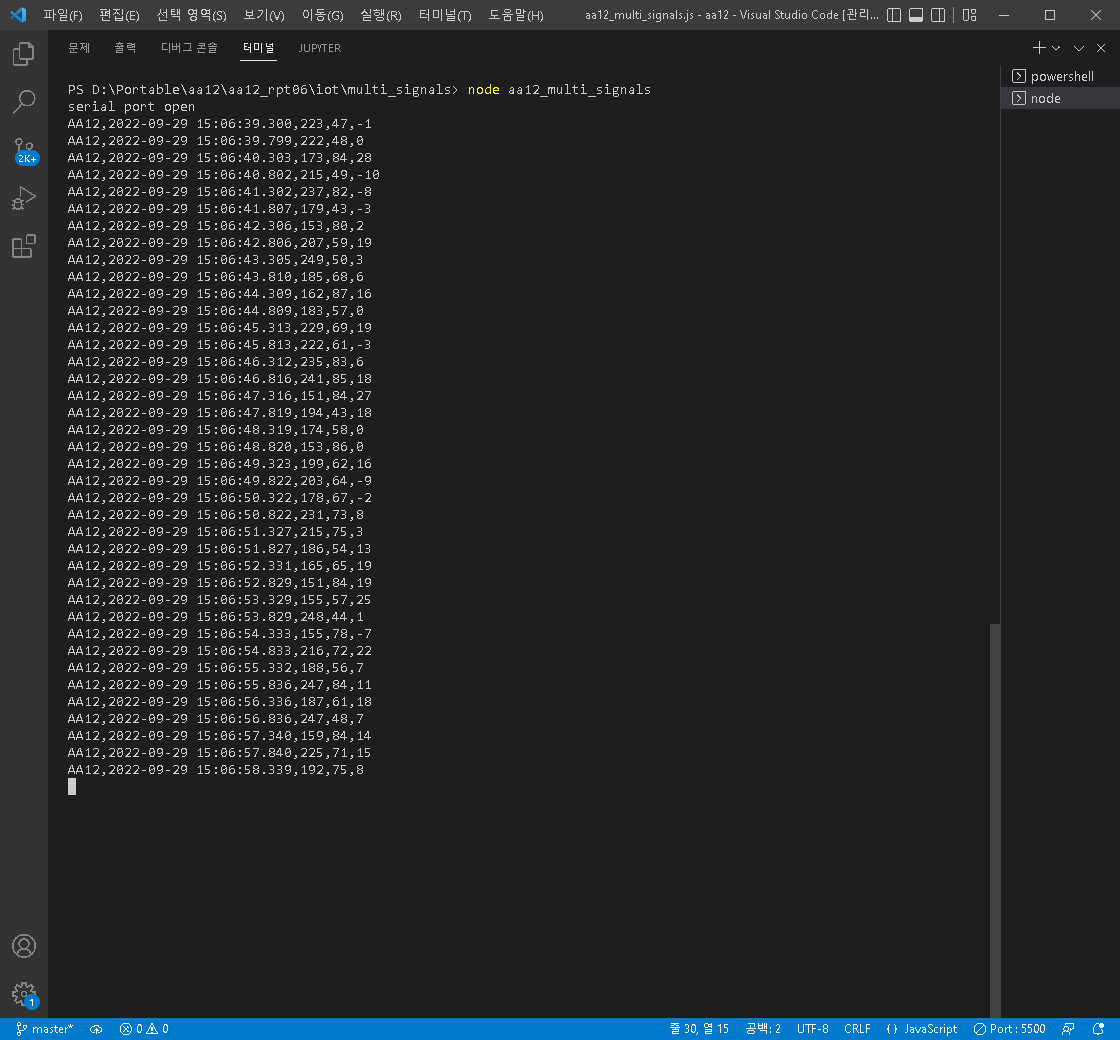 파일(F) 편집(E) 선택 영역(S) 보기(V) 이동(G) 실행(R) 터미널(T) 도움말(H) aa12_multi_signals.js - aa12 - Visual Studio Code [관리...
문제 출력 디버그 콘솔 터미널 JUPYTER
PS D:\Portable\aa12\aa12_rpt06\iot\multi_signals> node aa12_multi_signals
serial port open
AA12,2022-09-29 15:06:39.300,223,47,-1
AA12,2022-09-29 15:06:39.799,222,48,0
AA12,2022-09-29 15:06:40.303,173,84,28
AA12,2022-09-29 15:06:40.802,215,49,-10
AA12,2022-09-29 15:06:41.302,237,82,-8
AA12,2022-09-29 15:06:41.807,179,43,-3
AA12,2022-09-29 15:06:42.306,153,80,2
AA12,2022-09-29 15:06:42.806,207,59,19
AA12,2022-09-29 15:06:43.305,249,50,3
AA12,2022-09-29 15:06:43.810,185,68,6
AA12,2022-09-29 15:06:44.309,162,87,16
AA12,2022-09-29 15:06:44.809,183,57,0
AA12,2022-09-29 15:06:45.313,229,69,19
AA12,2022-09-29 15:06:45.813,222,61,-3
AA12,2022-09-29 15:06:46.312,235,83,6
AA12,2022-09-29 15:06:46.816,241,85,18
AA12,2022-09-29 15:06:47.316,151,84,27
AA12,2022-09-29 15:06:47.819,194,43,18
AA12,2022-09-29 15:06:48.319,174,58,0
AA12,2022-09-29 15:06:48.820,153,86,0
AA12,2022-09-29 15:06:49.323,199,62,16
AA12,2022-09-29 15:06:49.822,203,64,-9
AA12,2022-09-29 15:06:50.322,178,67,-2
AA12,2022-09-29 15:06:50.822,231,73,8
AA12,2022-09-29 15:06:51.327,215,75,3
AA12,2022-09-29 15:06:51.827,186,54,13
AA12,2022-09-29 15:06:52.331,165,65,19
AA12,2022-09-29 15:06:52.829,151,84,19
AA12,2022-09-29 15:06:53.329,155,57,25
AA12,2022-09-29 15:06:53.829,248,44,1
AA12,2022-09-29 15:06:54.333,155,78,-7
AA12,2022-09-29 15:06:54.833,216,72,22
AA12,2022-09-29 15:06:55.332,188,56,7
AA12,2022-09-29 15:06:55.836,247,84,11
AA12,2022-09-29 15:06:56.336,187,61,18
AA12,2022-09-29 15:06:56.836,247,48,7
AA12,2022-09-29 15:06:57.340,159,84,14
AA12,2022-09-29 15:06:57.840,225,71,15
AA12,2022-09-29 15:06:58.339,192,75,8
powershell
node
2K+
1
master* 0 0 줄 30, 열 15 공백: 2 UTF-8 CRLF {} JavaScript Port : 5500